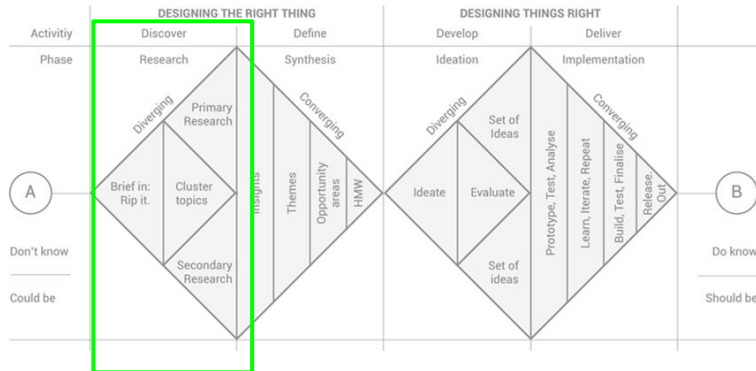 DESIGNING THE RIGHT THING
DESIGNING THINGS RIGHT
Activitiy
Discover
Define
Develop
Deliver
Phase
Research
Synthesis
Ideation
Implementation
Diverging
Primary
Research
Converging
Diverging
Set of
Ideas
Converging
A
Brief in:
Rip it.
Cluster
topics
Insights
Themes
Opportunity
areas
HMW
Ideate
Evaluate
Prototype, Test, Analyse
Learn, Iterate, Repeat
Build, Test, Finalise
Release.
Out
B
Secondary
Research
Set of
ideas
Don't know
Could be
Do know
Should be